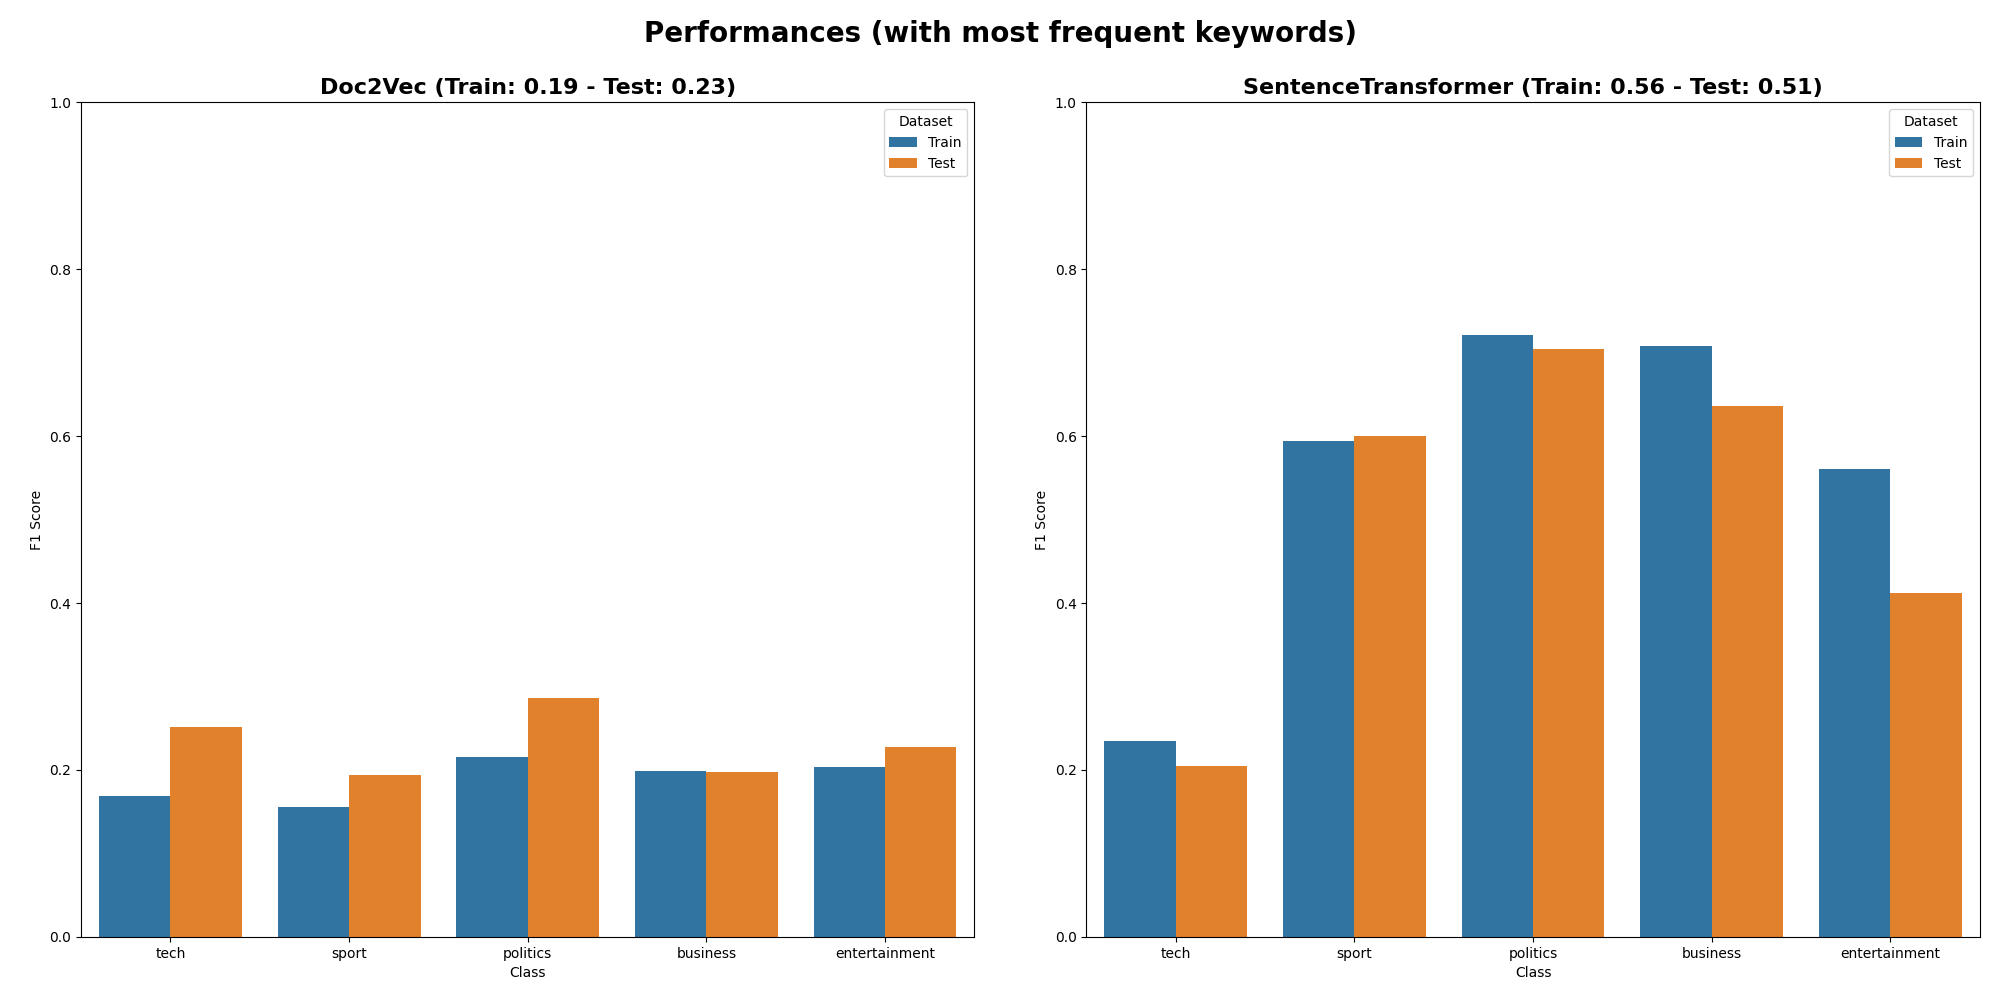 Performances (with most frequent keywords)
Doc2Vec (Train: 0.19 - Test: 0.23)
1.0
0.8
0.6
0.4
0.2
0.0
F1 Score
Dataset
Train
Test
tech sport politics business entertainment
Class
SentenceTransformer (Train: 0.56 - Test: 0.51)
1.0
0.8
0.6
0.4
0.2
0.0
F1 Score
Dataset
Train
Test
tech sport politics business entertainment
Class